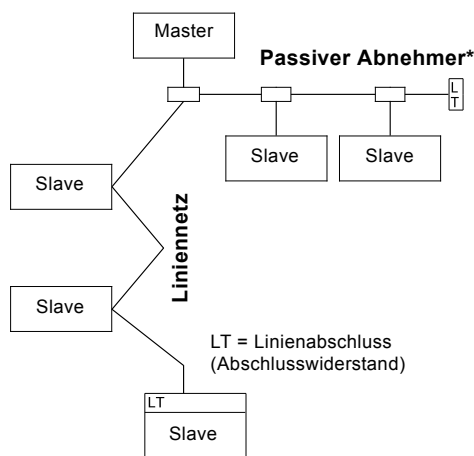 Master
Passiver Abnehmer*
L
T
Slave
Slave
Slave
Liniennetz
Slave
LT = Linienabschluss
(Abschlusswiderstand)
LT
Slave